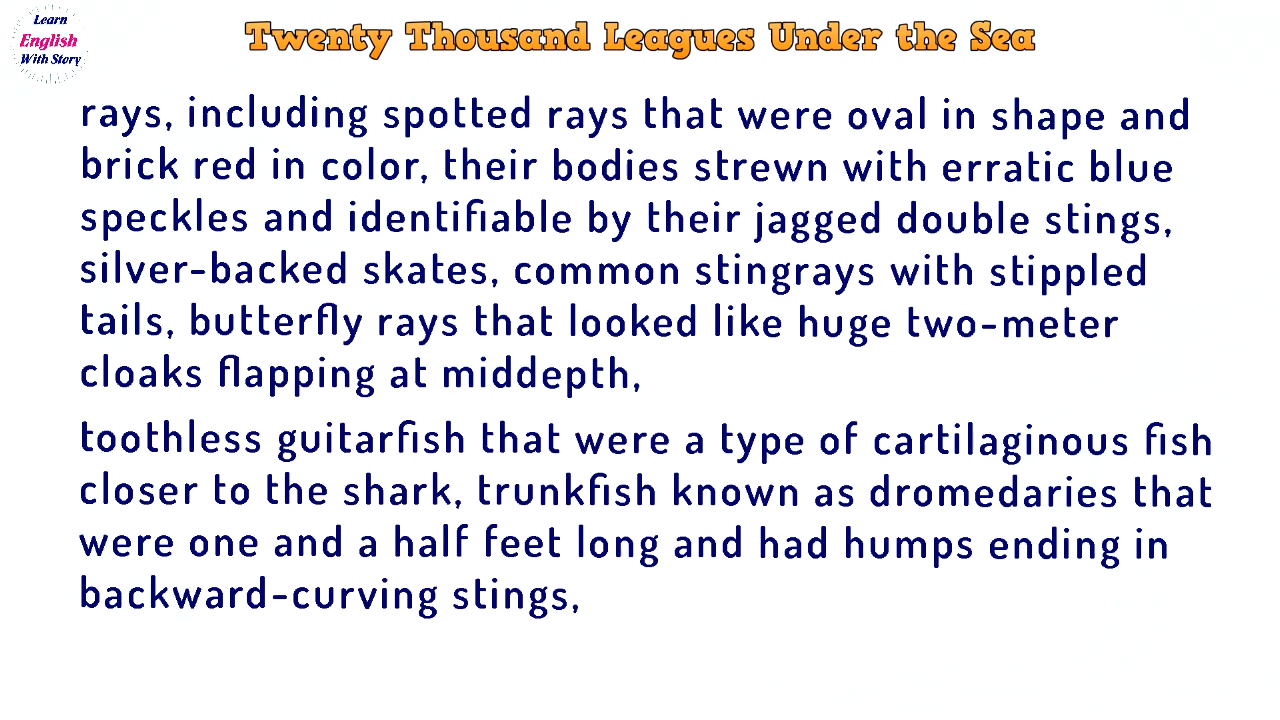 Learn
English
With Story
Twenty Thousand Leagues Under the Sea
rays, including spotted rays that were oval in shape and
brick red in color, their bodies strewn with erratic blue
speckles and identifiable by their jagged double stings,
silver-backed skates, common stingrays with stippled
tails, butterfly rays that looked like huge two-meter
cloaks flapping at middepth,
toothless guitarfish that were a type of cartilaginous fish
closer to the shark, trunkfish known as dromedaries that
were one and a half feet long and had humps ending in
backward-curving stings,